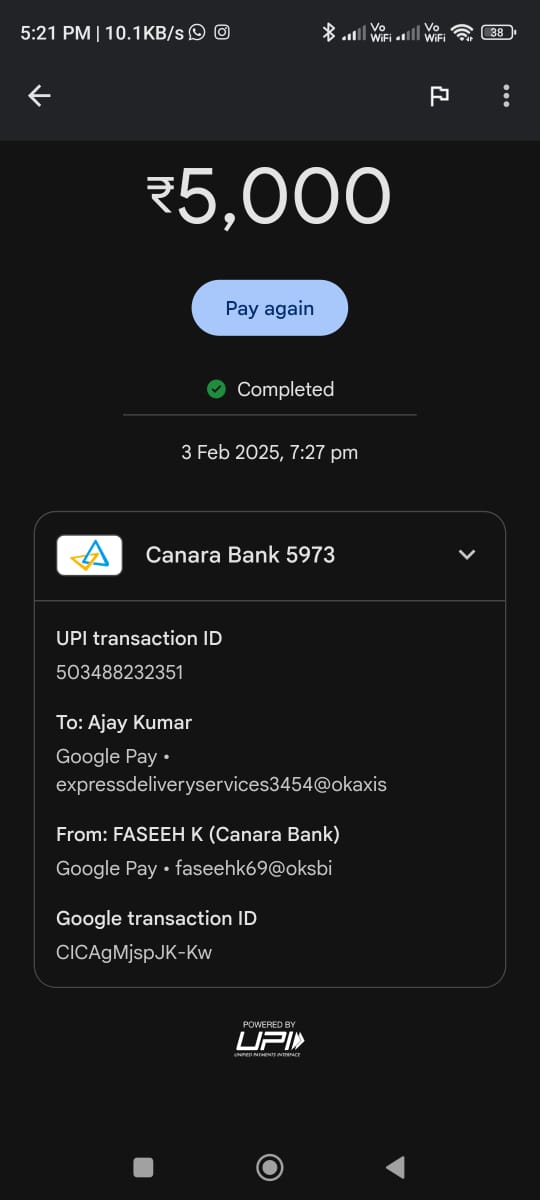 5:21 PM | 10.1KB/s
Vo
WiFi
Vo
WiFi
38
₹5,000
Pay again
Completed
3 Feb 2025, 7:27 pm
Canara Bank 5973
UPI transaction ID
503488232351
To: Ajay Kumar
Google Pay •
expressdeliveryservices3454@okaxis
From: FASEEH K (Canara Bank)
Google Pay • faseehk69@oksbi
Google transaction ID
CICAgMjspJK-Kw
POWERED BY
UPI
UNIFIED PAYMENTS INTERFACE